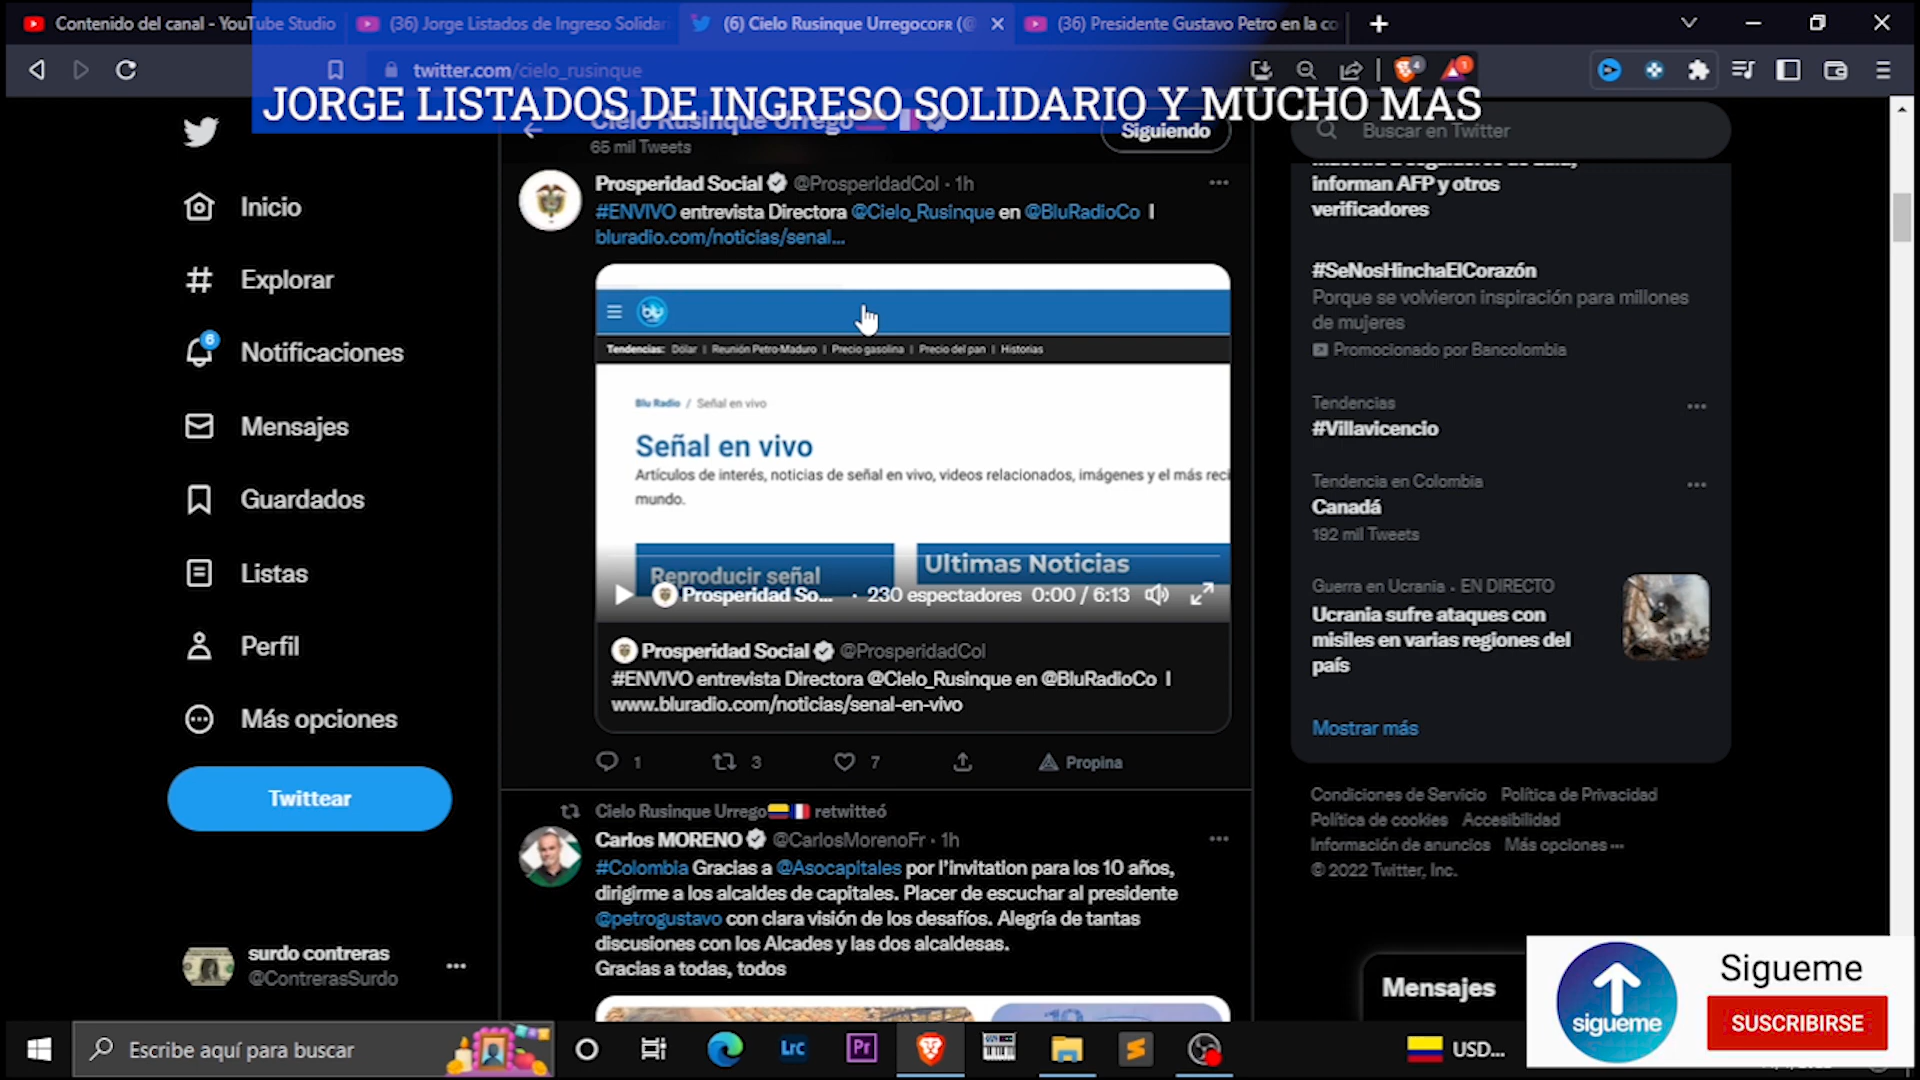 Contenido del canal - YouTube Studio
(36) Jorge Listados de Ingreso Solidar
(6) Cielo Rusinque Urregocofr (@
(36) Presidente Gustavo Petro en la co
twitter.com/cielo_rusinque
4
1
JORGE LISTADOS DE INGRESO SOLIDARIO Y MUCHO MAS
Cielo Rusinque Urrego
65 mil Tweets
Siguiendo
Buscar en Twitter
Inicio
Explorar
6
Notificaciones
Mensajes
Guardados
Listas
Perfil
Más opciones
Twittear
surdo contreras
@ContrerasSurdo
Prosperidad Social @ProsperidadCol · 1h
#ENVIVO entrevista Directora @Cielo_Rusinque en @BluRadioCo I
bluradio.com/noticias/senal...
blu
Tendencias: Dólar | Reunión Petro-Maduro | Precio gasolina | Precio del pan | Historias
Blu Radio / Señal en vivo
Señal en vivo
Artículos de interés, noticias de señal en vivo, videos relacionados, imágenes y el más reci
mundo.
Reproducir señal
Ultimas Noticias
Prosperidad So... · 230 espectadores 0:00 / 6:13
Prosperidad Social @ProsperidadCol
#ENVIVO entrevista Directora @Cielo_Rusinque en @BluRadioCo I
www.bluradio.com/noticias/senal-en-vivo
1
3
7
Propina
Cielo Rusinque Urrego retwitteó
Carlos MORENO @CarlosMorenoFr · 1h
#Colombia Gracias a @Asocapitales por l'invitation para los 10 años,
dirigirme a los alcaldes de capitales. Placer de escuchar al presidente
@petrogustavo con clara visión de los desafíos. Alegría de tantas
discusiones con los Alcades y las dos alcaldesas.
Gracias a todas, todos
informan AFP y otros
verificadores
#SeNosHinchaElCorazón
Porque se volvieron inspiración para millones
de mujeres
Promocionado por Bancolombia
Tendencias
#Villavicencio
Tendencia en Colombia
Canadá
192 mil Tweets
Guerra en Ucrania · EN DIRECTO
Ucrania sufre ataques con
misiles en varias regiones del
país
Mostrar más
Condiciones de Servicio Política de Privacidad
Política de cookies Accesibilidad
Información de anuncios Más opciones ···
© 2022 Twitter, Inc.
Mensajes
sigueme
Sigueme
SUSCRIBIRSE
Escribe aquí para buscar
Lrc
Pr
USD...